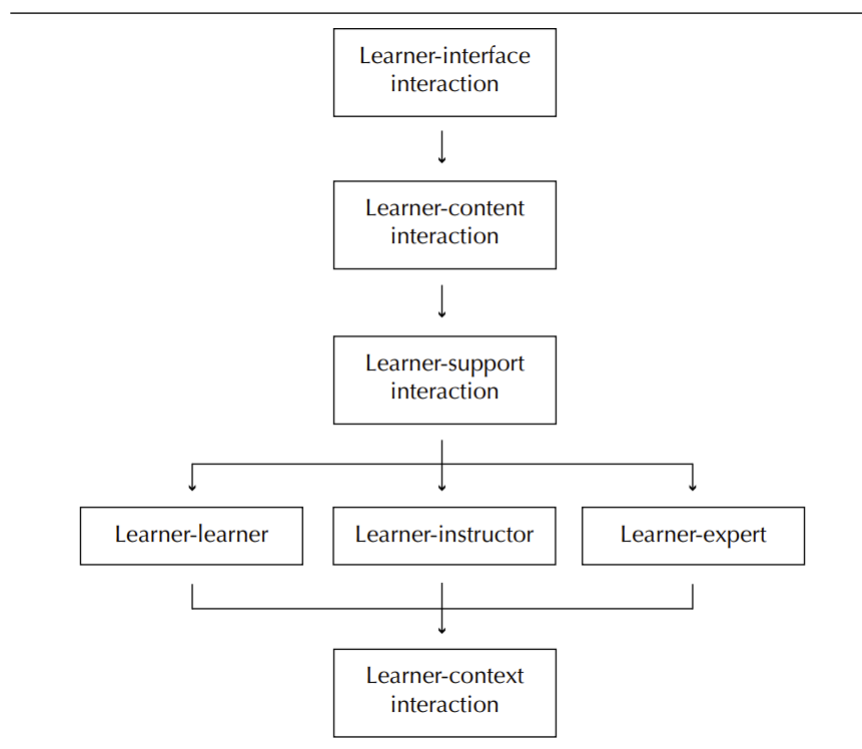 Learner-interface
interaction
Learner-content
interaction
Learner-support
interaction
Learner-learner
Learner-instructor
Learner-expert
Learner-context
interaction